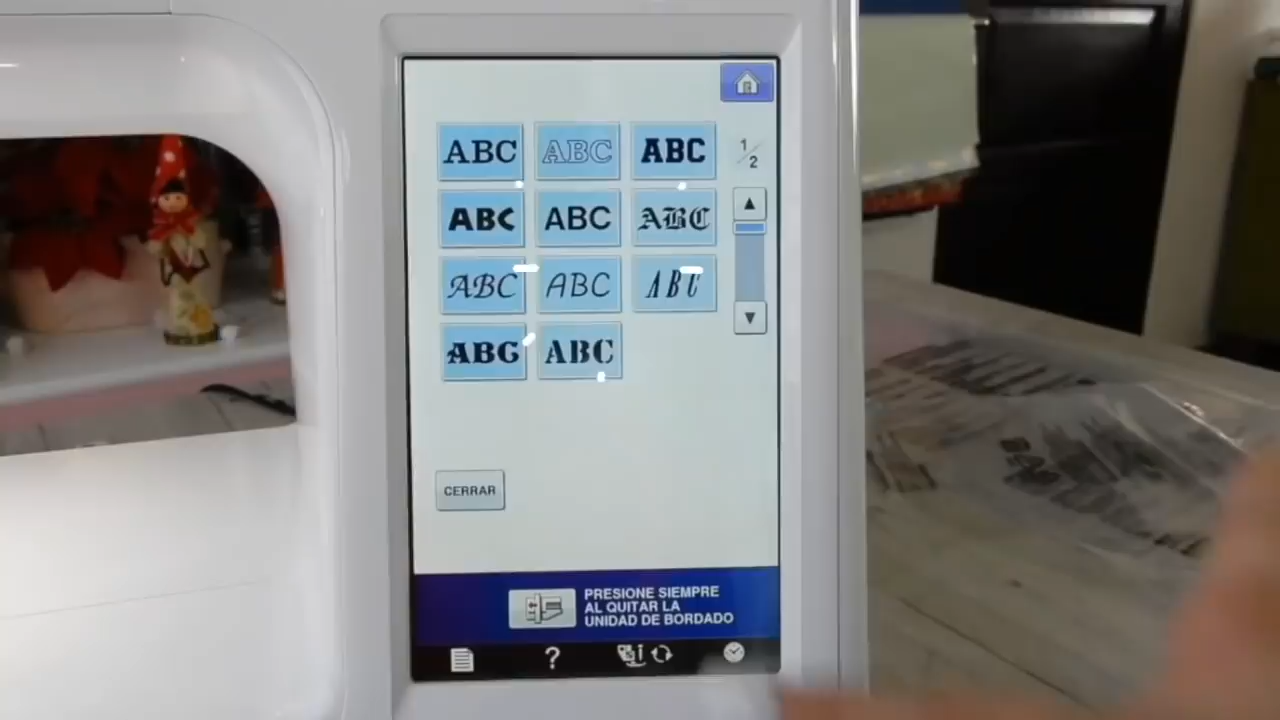 ABC ABC ABC
1/2
ABC ABC ABC
ABC ABC ABC
ABC ABC
CERRAR
PRESIONE SIEMPRE
AL QUITAR LA
UNIDAD DE BORDADO
?